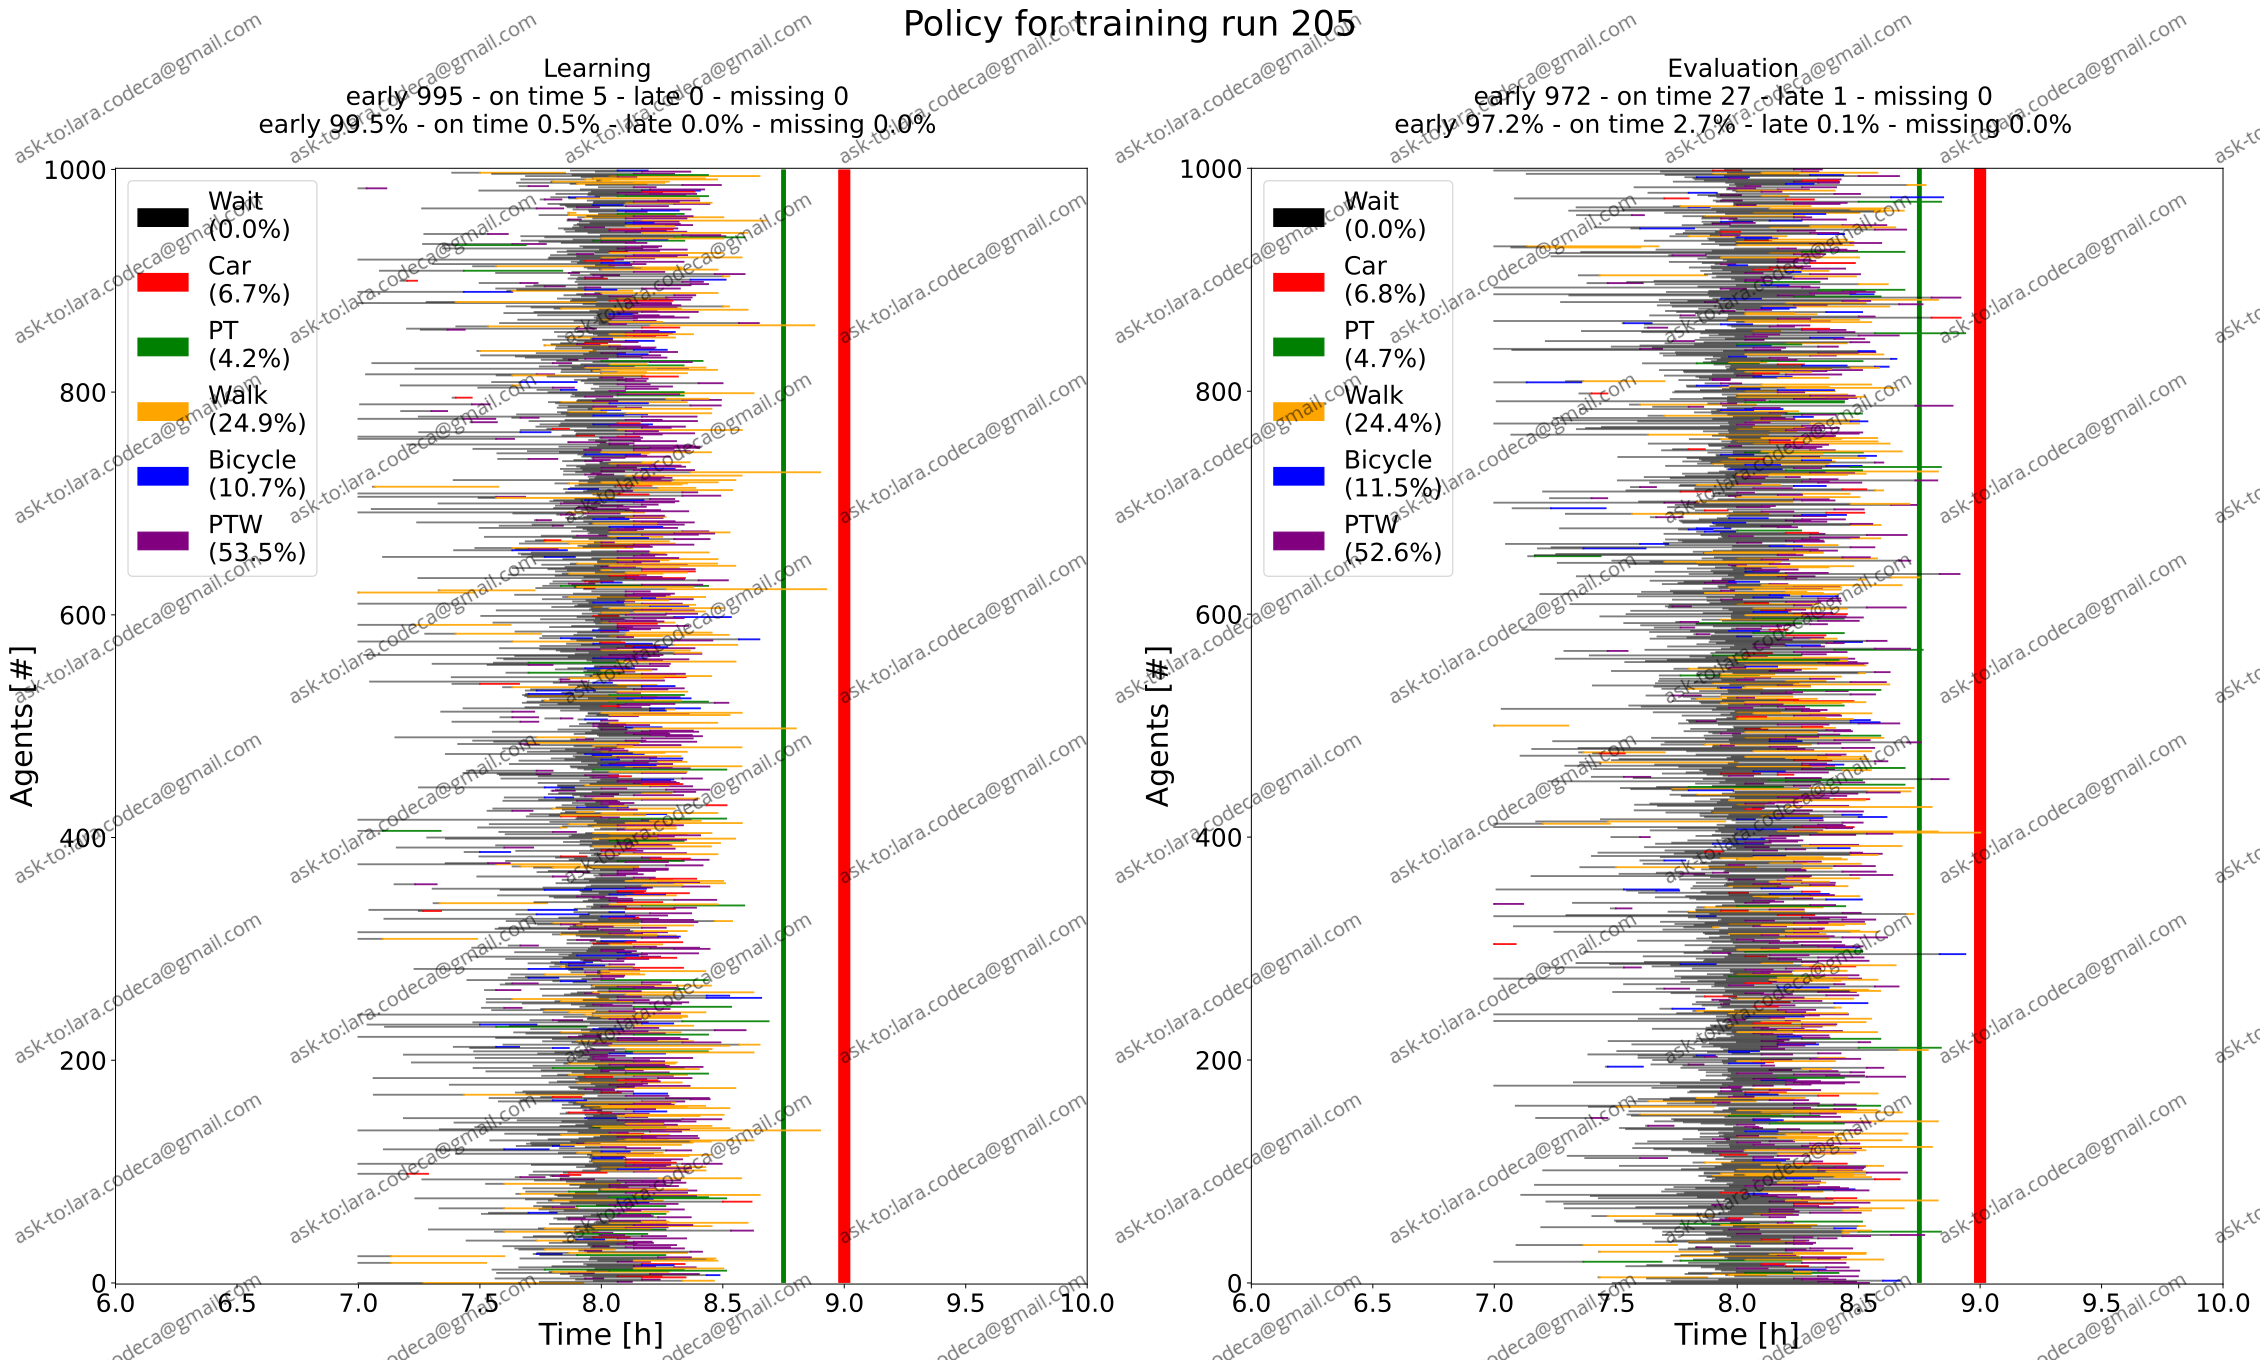 Policy for training run 205
Learning
early 995 - on time 5 - late 0 - missing 0
early 99.5% - on time 0.5% - late 0.0% - missing 0.0%
Agents[#]
1000
800
600
400
200
0
Wait
(0.0%)
Car
(6.7%)
PT
(4.2%)
Walk
(24.9%)
Bicycle
(10.7%)
PTW
(53.5%)
6.0 6.5 7.0 7.5 8.0 8.5 9.0 9.5 10.0
Time [h]
Evaluation
early 972 - on time 27 - late 1 - missing 0
early 97.2% - on time 2.7% - late 0.1% - missing 0.0%
Agents [#]
1000
800
600
400
200
0
Wait
(0.0%)
Car
(6.8%)
PT
(4.7%)
Walk
(24.4%)
Bicycle
(11.5%)
PTW
(52.6%)
6.0 6.5 7.0 7.5 8.0 8.5 9.0 9.5 10.0
Time [h]
ask-to:lara.codeca@gmail.com